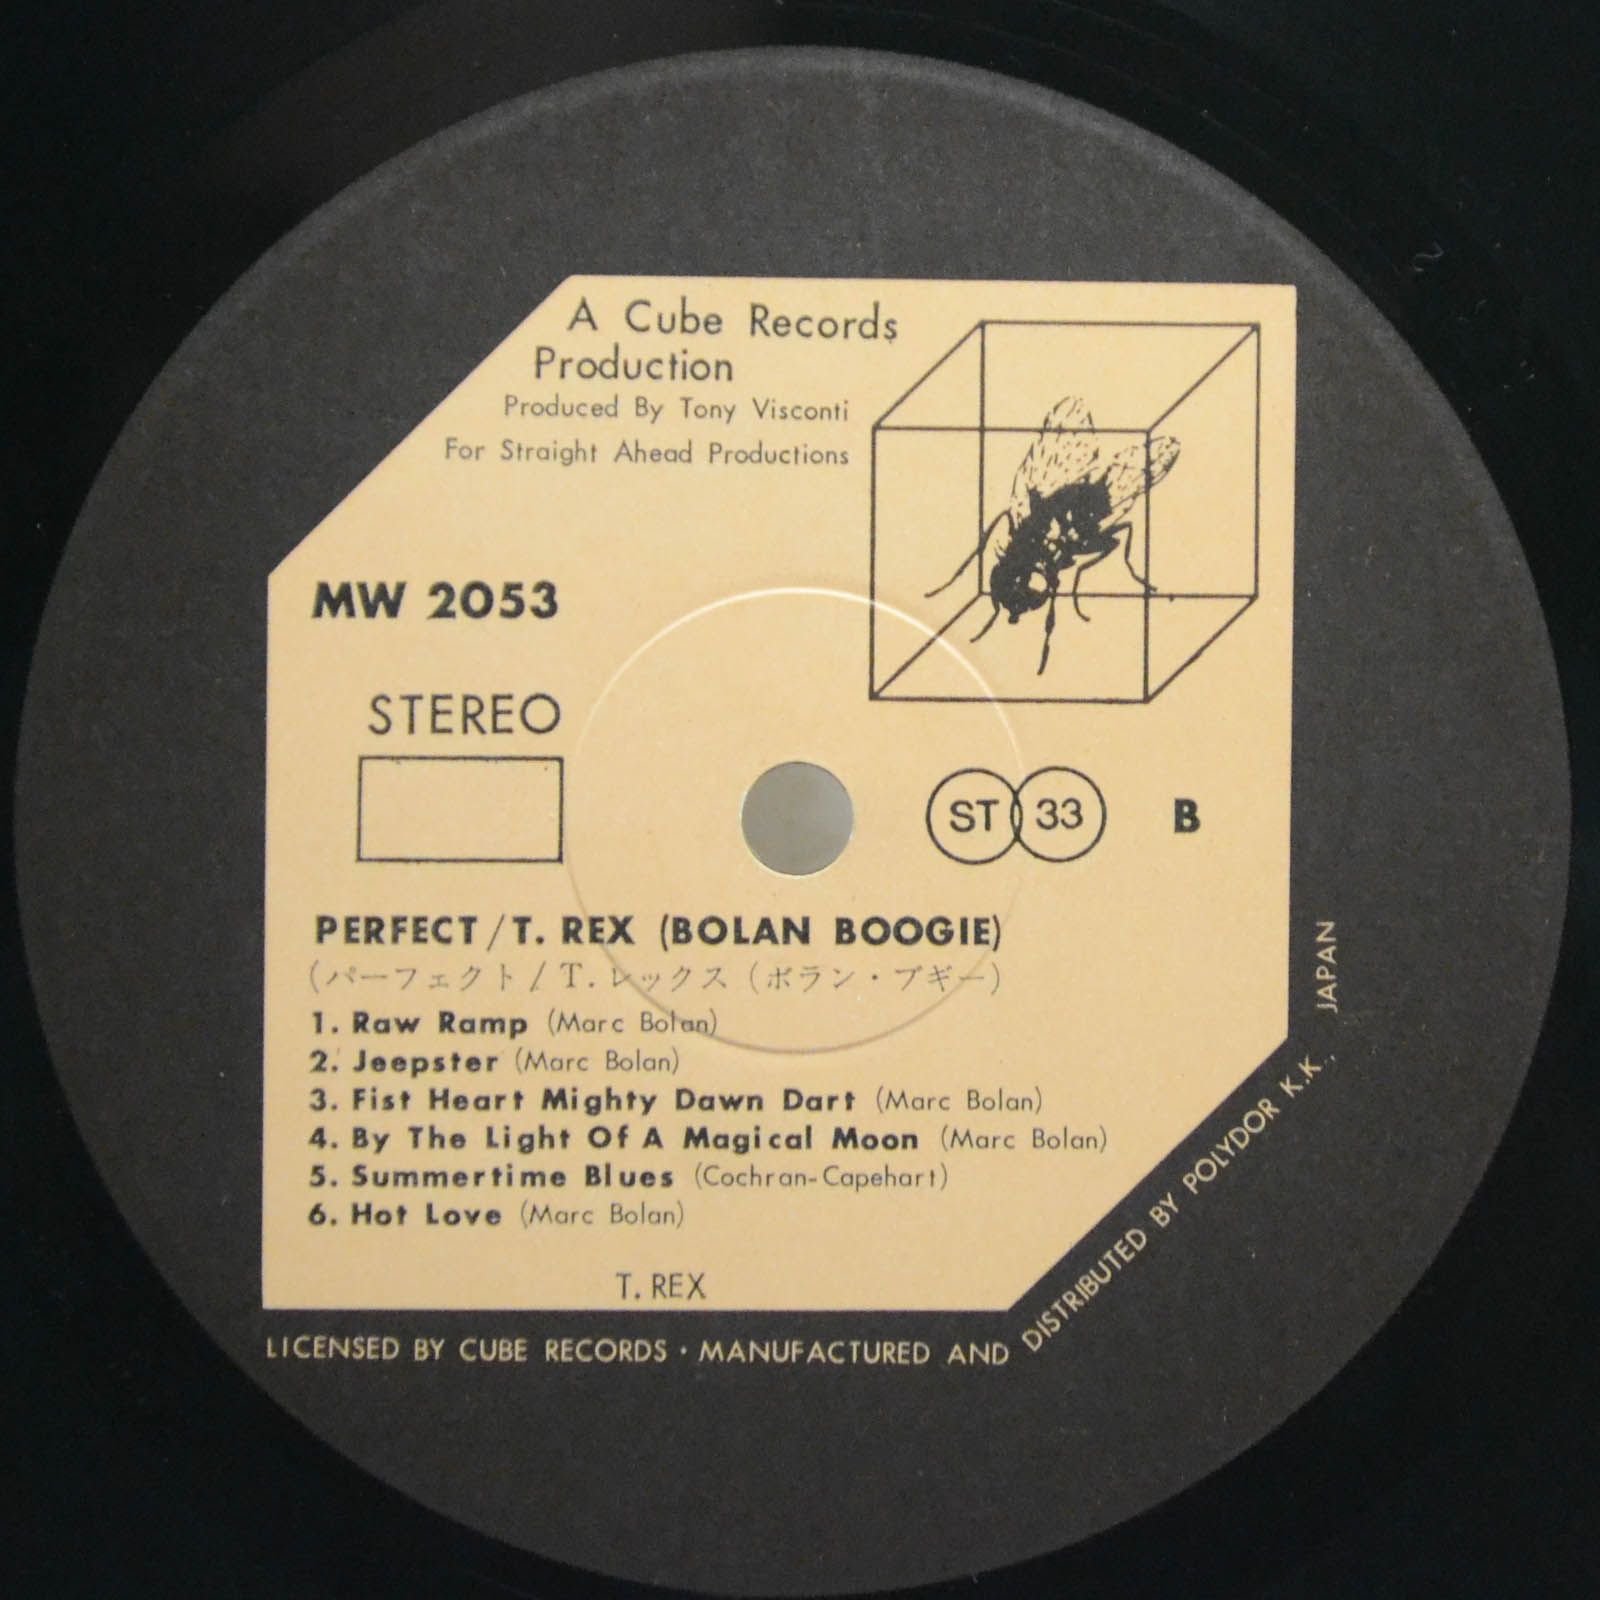 A Cube Records
Production
Produced By Tony Visconti
For Straight Ahead Productions
MW 2053
STEREO
ST 33 B
PERFECT/T. REX (BOLAN BOOGIE)
(パーフェクト/T.レックス(ボラン・ブギー)
1. Raw Ramp (Marc Bolan)
2. Jeepster (Marc Bolan)
3. Fist Heart Mighty Dawn Dart (Marc Bolan)
4. By The Light Of A Magical Moon (Marc Bolan)
5. Summertime Blues (Cochran-Capehart)
6. Hot Love (Marc Bolan)
T. REX
LICENSED BY CUBE RECORDS · MANUFACTURED AND DISTRIBUTED BY POLYDOR K.K., JAPAN